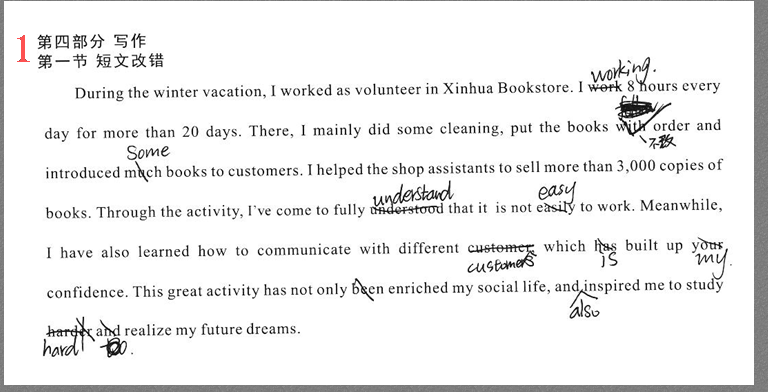 1 第四部分 写作
第一节 短文改错
working.
During the winter vacation, I worked as volunteer in Xinhua Bookstore. I work 8 hours every
day for more than 20 days. There, I mainly did some cleaning, put the books with order and
不改
Some
introduced much books to customers. I helped the shop assistants to sell more than 3,000 copies of
understand easy
books. Through the activity, I've come to fully understood that it is not easily to work. Meanwhile,
I have also learned how to communicate with different customer, which has built up your
customers is my.
confidence. This great activity has not only been enriched my social life, and inspired me to study
also
harder and realize my future dreams.
hard to.